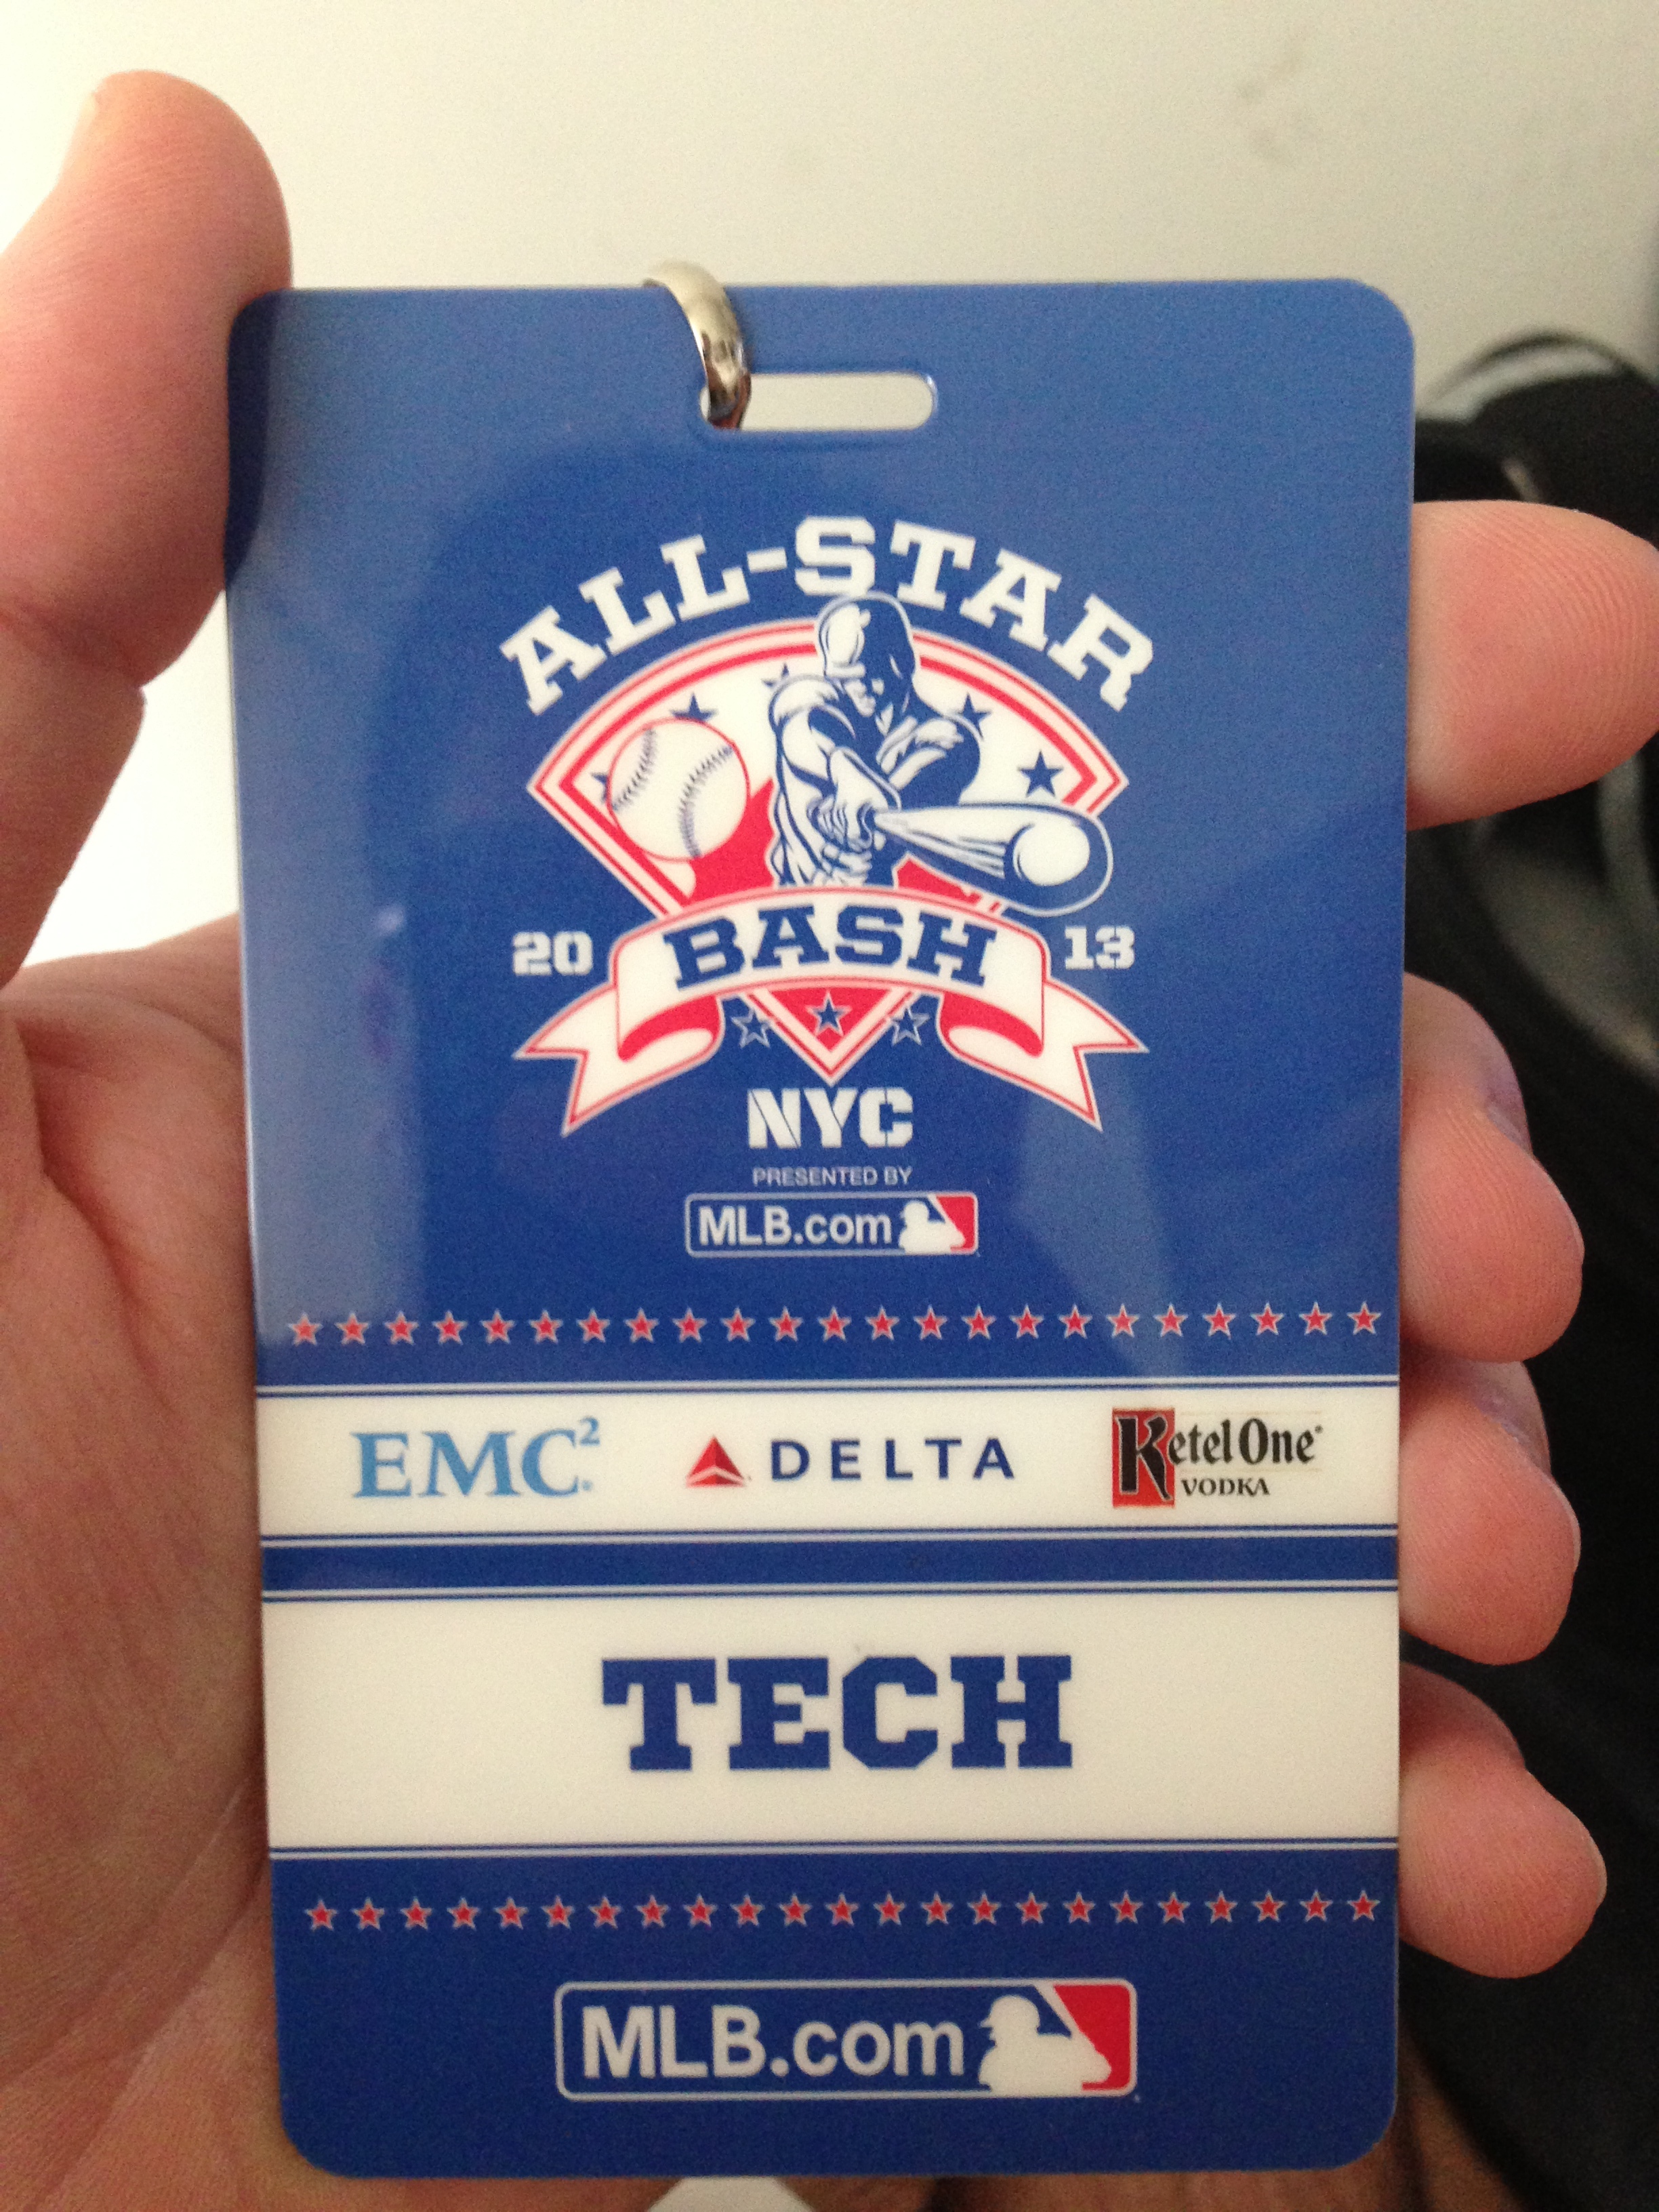 ALL-STAR
20 BASH 13
NYC
PRESENTED BY
MLB.com
EMC² DELTA Ketel One
VODKA
TECH
MLB.com